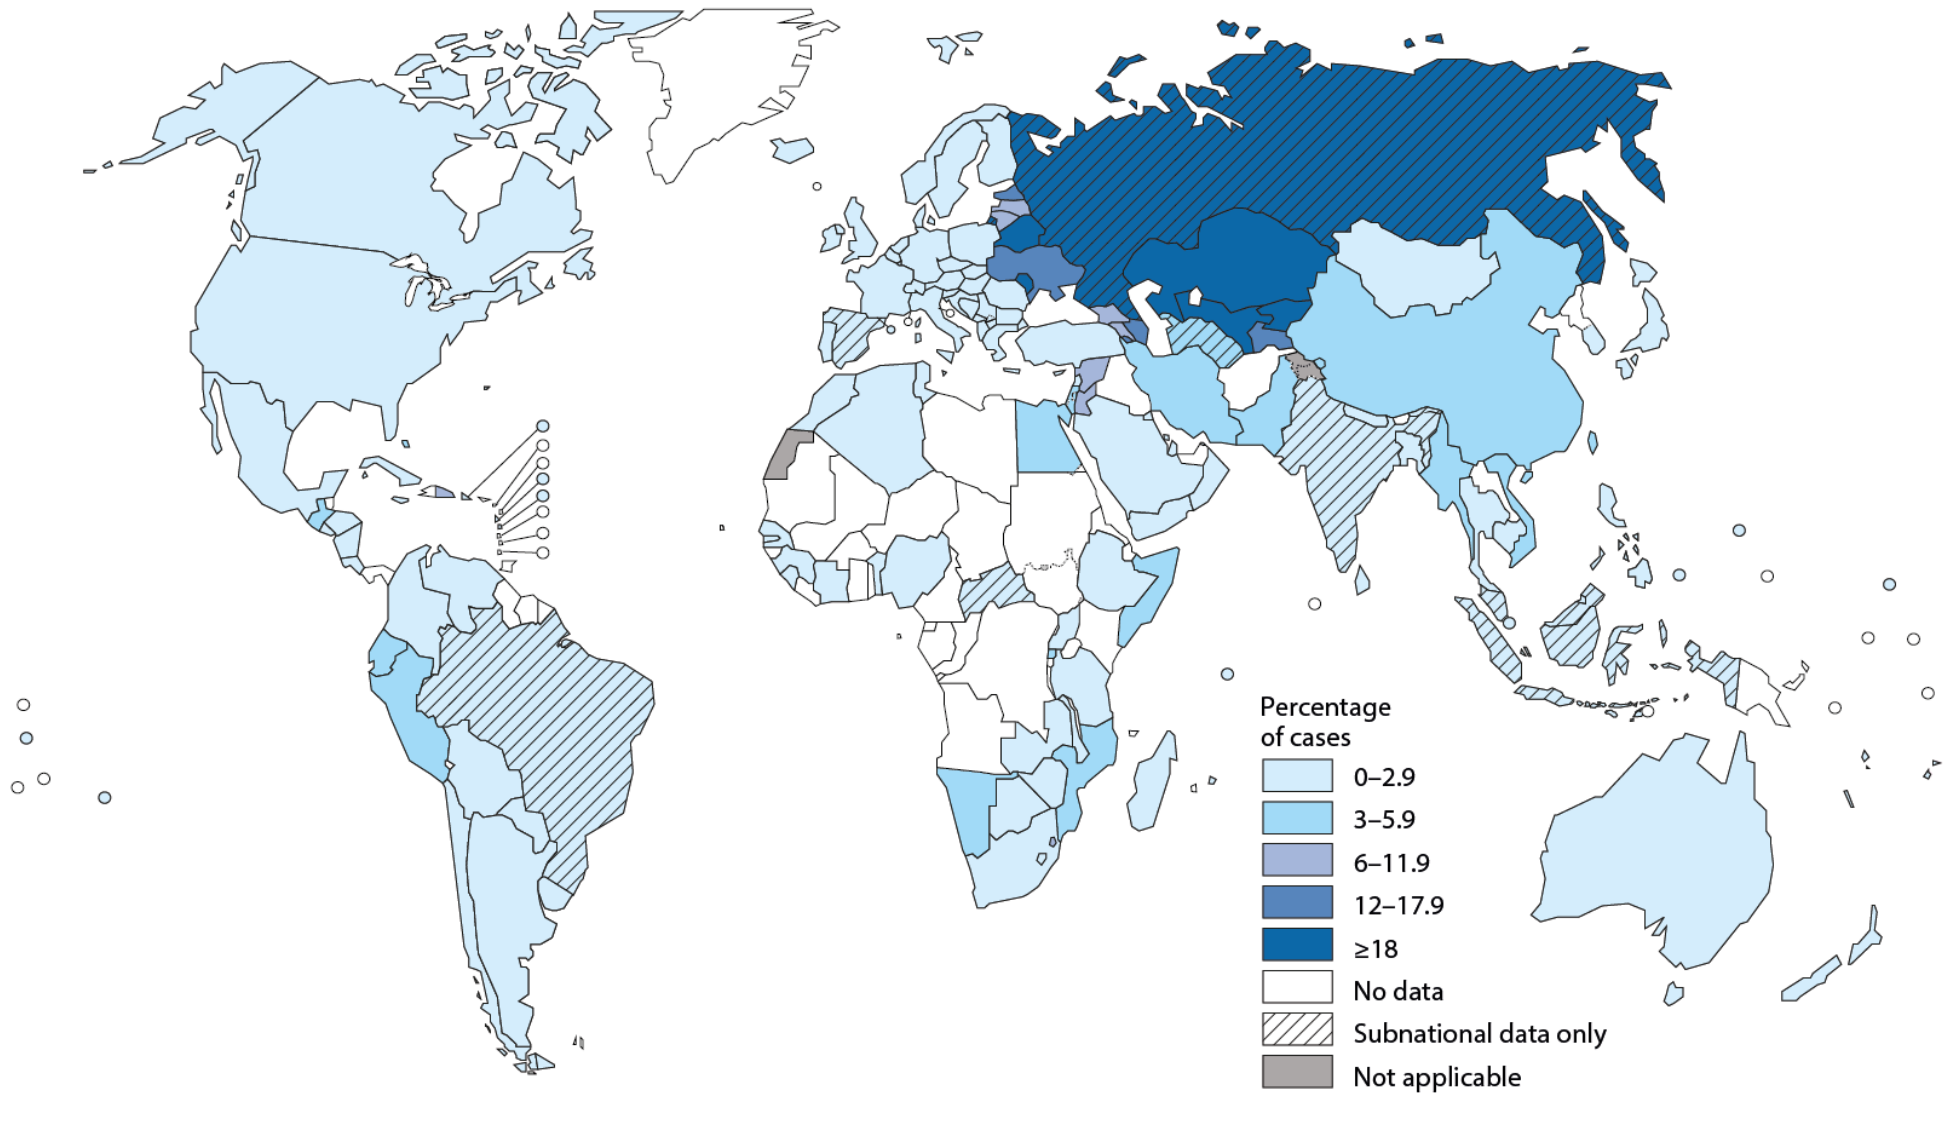 Percentage
of cases
0–2.9
3–5.9
6–11.9
12–17.9
≥18
No data
Subnational data only
Not applicable